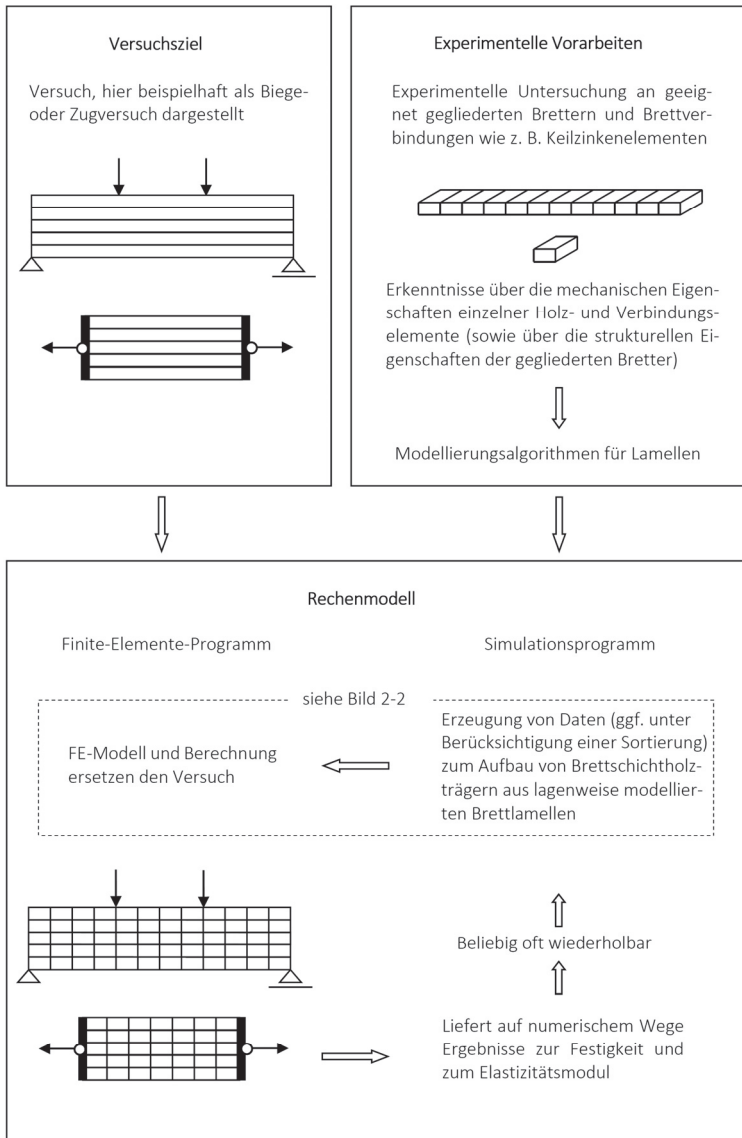 Versuchsziel
Versuch, hier beispielhaft als Biege-
oder Zugversuch dargestellt
Experimentelle Vorarbeiten
Experimentelle Untersuchung an geeig
net gegliederten Brettern und Brettver-
bindungen wie z. B. Keilzinkenelementen
Erkenntnisse über die mechanischen Eigen-
schaften einzelner Holz- und Verbindungs-
elemente (sowie über die strukturellen Ei-
genschaften der gegliederten Bretter)
Modellierungsalgorithmen für Lamellen
Rechenmodell
Finite-Elemente-Programm
Simulationsprogramm
siehe Bild 2-2
FE-Modell und Berechnung
ersetzen den Versuch
Erzeugung von Daten (ggf. unter
Berücksichtigung einer Sortierung)
zum Aufbau von Brettschichtholz-
trägern aus lagenweise modellier-
ten Brettlamellen
Beliebig oft wiederholbar
Liefert auf numerischem Wege
Ergebnisse zur Festigkeit und
zum Elastizitätsmodul